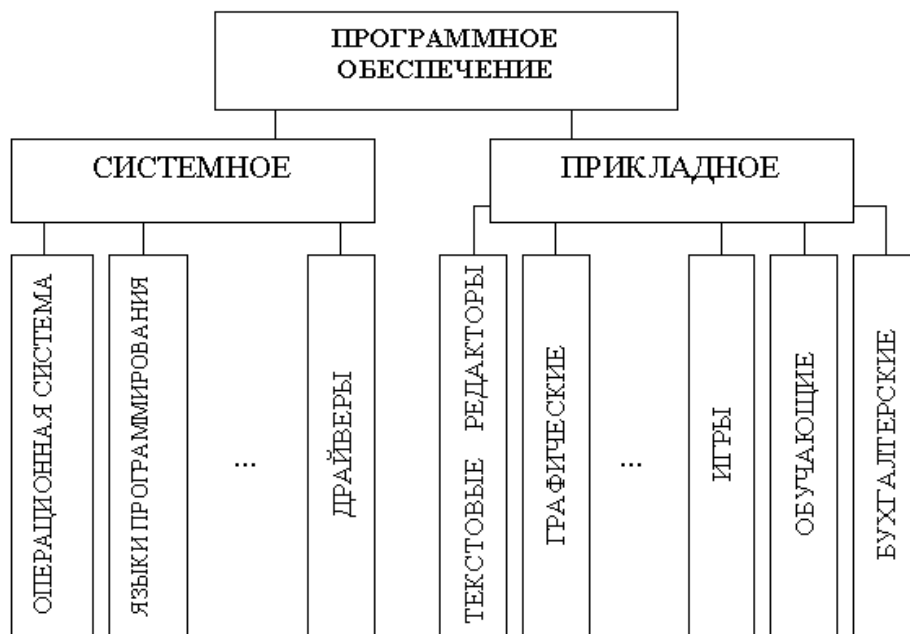 ПРОГРАММНОЕ
ОБЕСПЕЧЕНИЕ
СИСТЕМНОЕ
ПРИКЛАДНОЕ
ОПЕРАЦИОННАЯ СИСТЕМА
ЯЗЫКИ ПРОГРАММИРОВАНИЯ
...
ДРАЙВЕРЫ
ТЕКСТОВЫЕ РЕДАКТОРЫ
ГРАФИЧЕСКИЕ
...
ИГРЫ
ОБУЧАЮЩИЕ
БУХГАЛТЕРСКИЕ